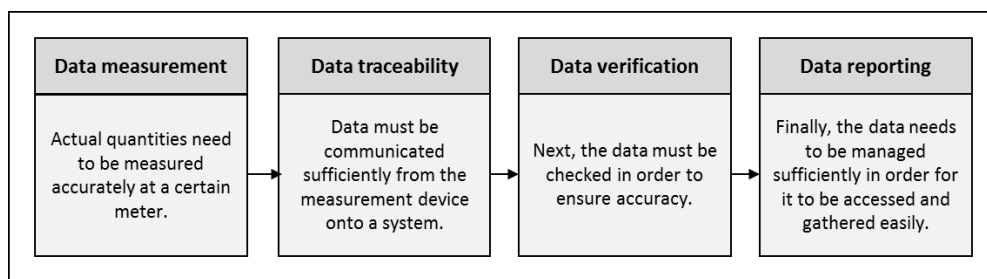 Data measurement
Actual quantities need
to be measured
accurately at a certain
meter.
Data traceability
Data must be
communicated
sufficiently from the
measurement device
onto a system.
Data verification
Next, the data must be
checked in order to
ensure accuracy.
Data reporting
Finally, the data needs
to be managed
sufficiently in order for
it to be accessed and
gathered easily.